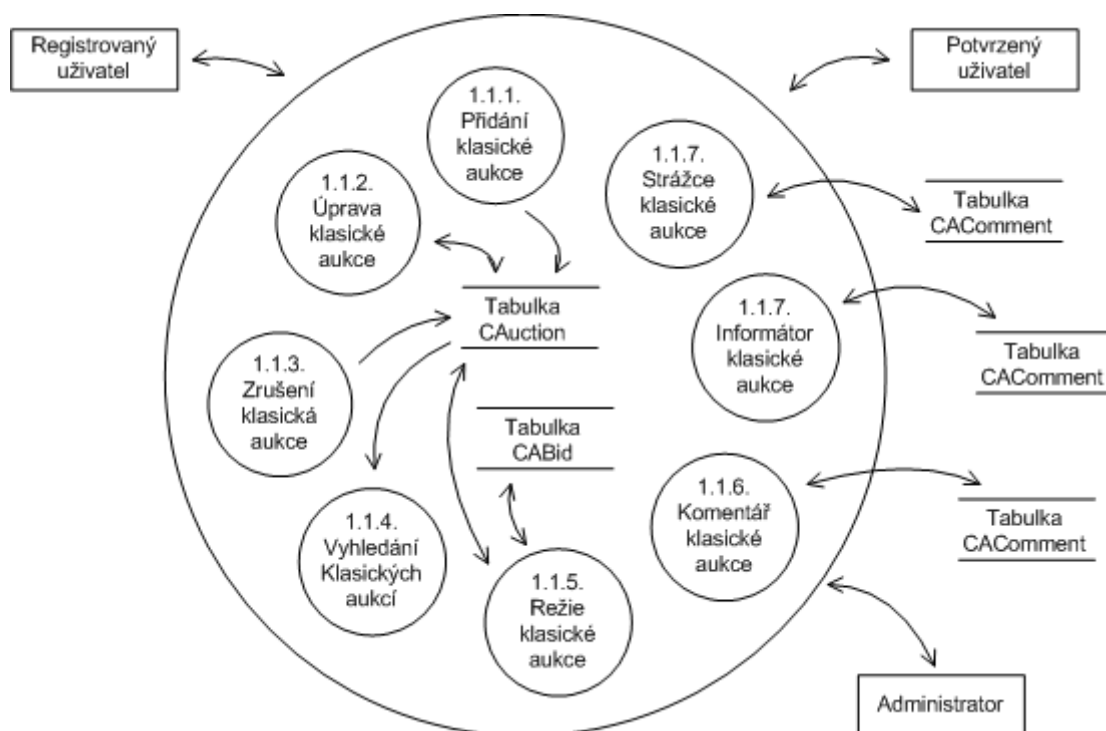 Registrovaný
uživatel
Potvrzený
uživatel
1.1.1.
Přidání
klasické
aukce
1.1.2.
Úprava
klasické
aukce
1.1.7.
Strážce
klasické
aukce
Tabulka
CAComment
Tabulka
CAuction
1.1.7.
Informátor
klasické
aukce
Tabulka
CAComment
1.1.3.
Zrušení
klasická
aukce
Tabulka
CABid
1.1.6.
Komentář
klasické
aukce
Tabulka
CAComment
1.1.4.
Vyhledání
Klasických
aukcí
1.1.5.
Režie
klasické
aukce
Administrator